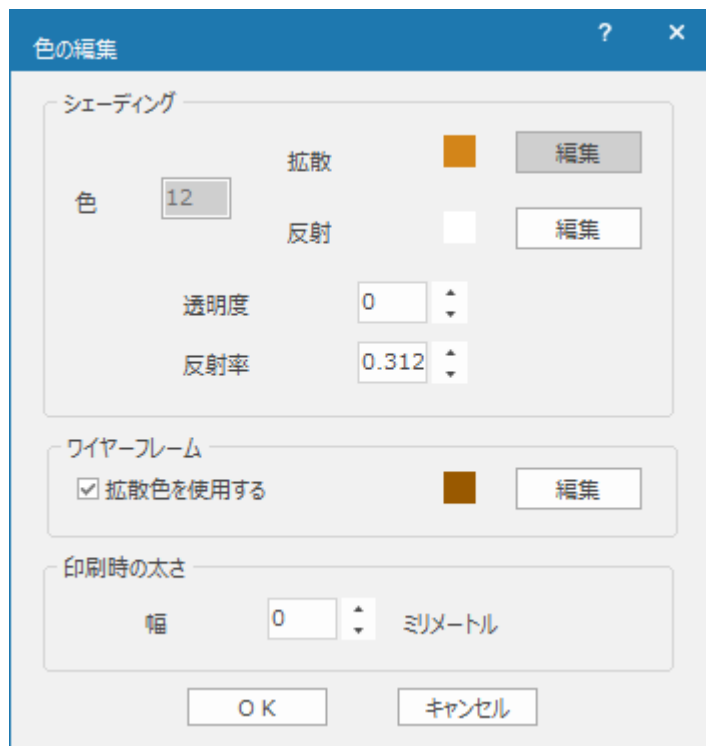 色の編集
? ×
シェーディング
拡散 編集
色 12
反射 編集
透明度 0
反射率 0.312
ワイヤーフレーム
拡散色を使用する 編集
印刷時の太さ
幅 0 ミリメートル
ＯＫ キャンセル